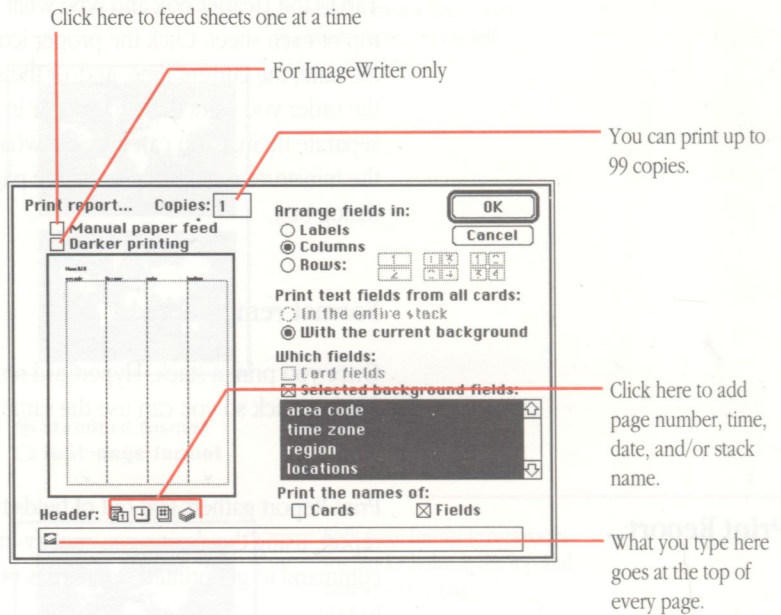 Click here to feed sheets one at a time
For ImageWriter only
You can print up to
99 copies.
Print report... Copies: 1
Manual paper feed
Darker printing
Arrange fields in:
Labels
Columns
Rows:
OK
Cancel
Print text fields from all cards:
In the entire stack
With the current background
Which fields:
Card fields
Selected background fields:
area code
time zone
region
locations
Print the names of:
Cards Fields
Header:
Click here to add
page number, time,
date, and/or stack
name.
What you type here
goes at the top of
every page.